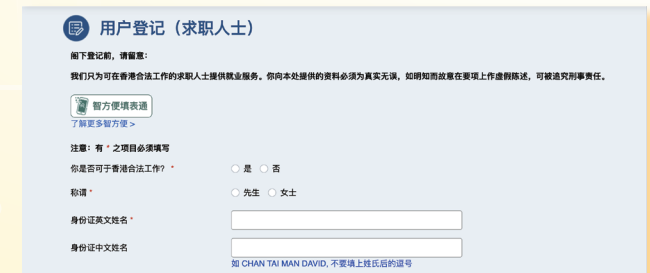 用户登记（求职人士）
阁下登记前，请留意：
我们只为可在香港合法工作的求职人士提供就业服务。你向本处提供的资料必须为真实无误，如明知而故意在要项上作虚假陈述，可被追究刑事责任。
智方便填表通
了解更多智方便 >
注意：有 * 之项目必须填写
你是否可于香港合法工作？ * 是 否
称谓 * 先生 女士
身份证英文姓名 *
身份证中文姓名
如 CHAN TAI MAN DAVID, 不要填上姓氏后的逗号